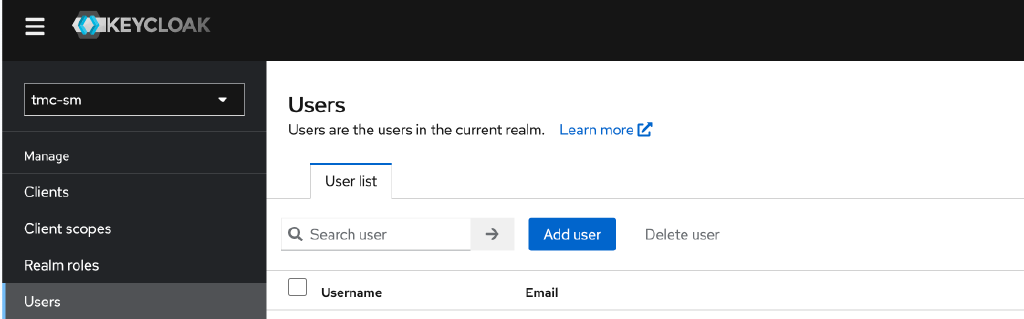 KEYCLOAK
tmc-sm
Manage
Clients
Client scopes
Realm roles
Users
Users
Users are the users in the current realm. Learn more
User list
Search user
Add user
Delete user
Username Email